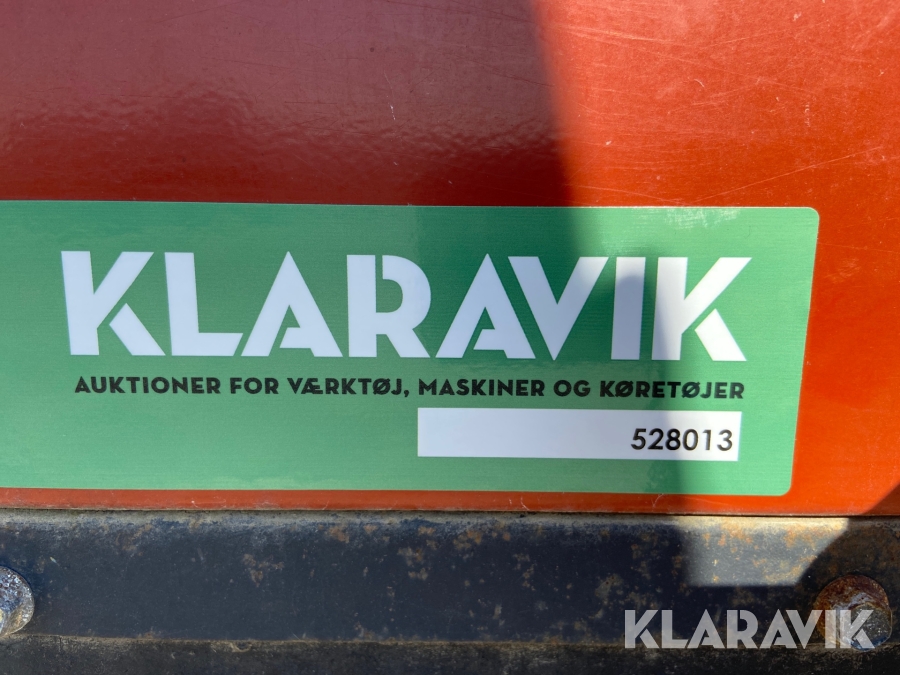 KLARAVIK
AUKTIONER FOR VÆRKTØJ, MASKINER OG KØRETØJER
528013
KLARAVIK